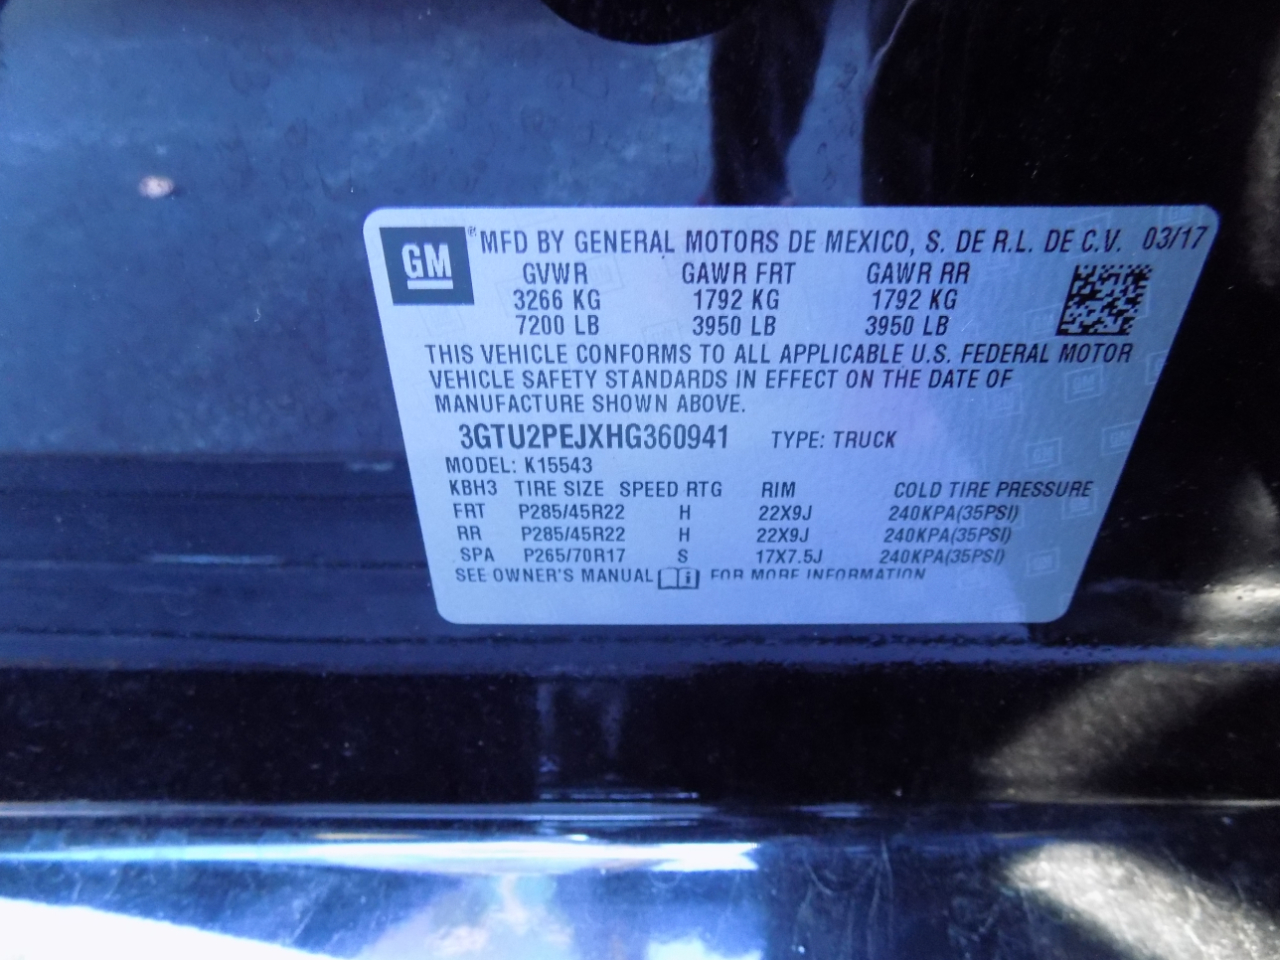 GM ® MFD BY GENERAL MOTORS DE MEXICO, S. DE R.L. DE C.V. 03/17
GVWR GAWR FRT GAWR RR
3266 KG 1792 KG 1792 KG
7200 LB 3950 LB 3950 LB
THIS VEHICLE CONFORMS TO ALL APPLICABLE U.S. FEDERAL MOTOR
VEHICLE SAFETY STANDARDS IN EFFECT ON THE DATE OF
MANUFACTURE SHOWN ABOVE.
3GTU2PEJXHG360941 TYPE: TRUCK
MODEL: K15543
KBH3 TIRE SIZE SPEED RTG RIM COLD TIRE PRESSURE
FRT P285/45R22 H 22X9J 240KPA(35PSI)
RR P285/45R22 H 22X9J 240KPA(35PSI)
SPA P265/70R17 S 17X7.5J 240KPA(35PSI)
SEE OWNER'S MANUAL i FOR MORE INFORMATION